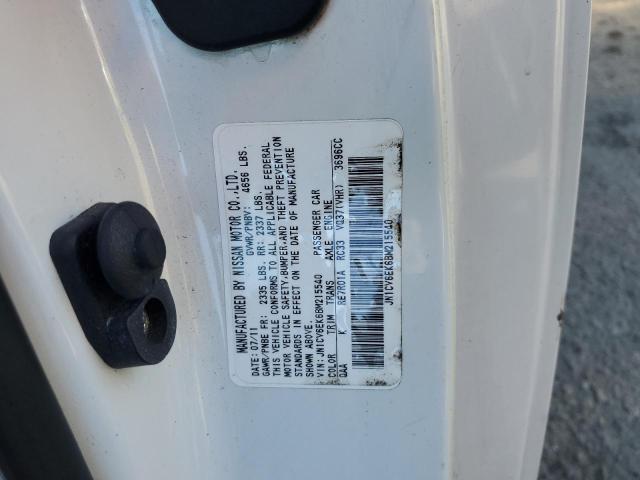 MANUFACTURED BY NISSAN MOTOR CO.,LTD.
DATE: 07/11 GVWR/PNBV: 4656 LBS.
GAWR/PNBE FR: 2335 LBS. RR: 2337 LBS.
THIS VEHICLE CONFORMS TO ALL APPLICABLE FEDERAL
MOTOR VEHICLE SAFETY,BUMPER,AND THEFT PREVENTION
STANDARDS IN EFFECT ON THE DATE OF MANUFACTURE
SHOWN ABOVE.
VIN: JN1CV6EK6BM215540 PASSENGER CAR
COLOR TRIM TRANS AXLE ENGINE
QAA K RE7R01A RC33 VQ37(VHR) 3696CC
JN1CV6EK6BM215540